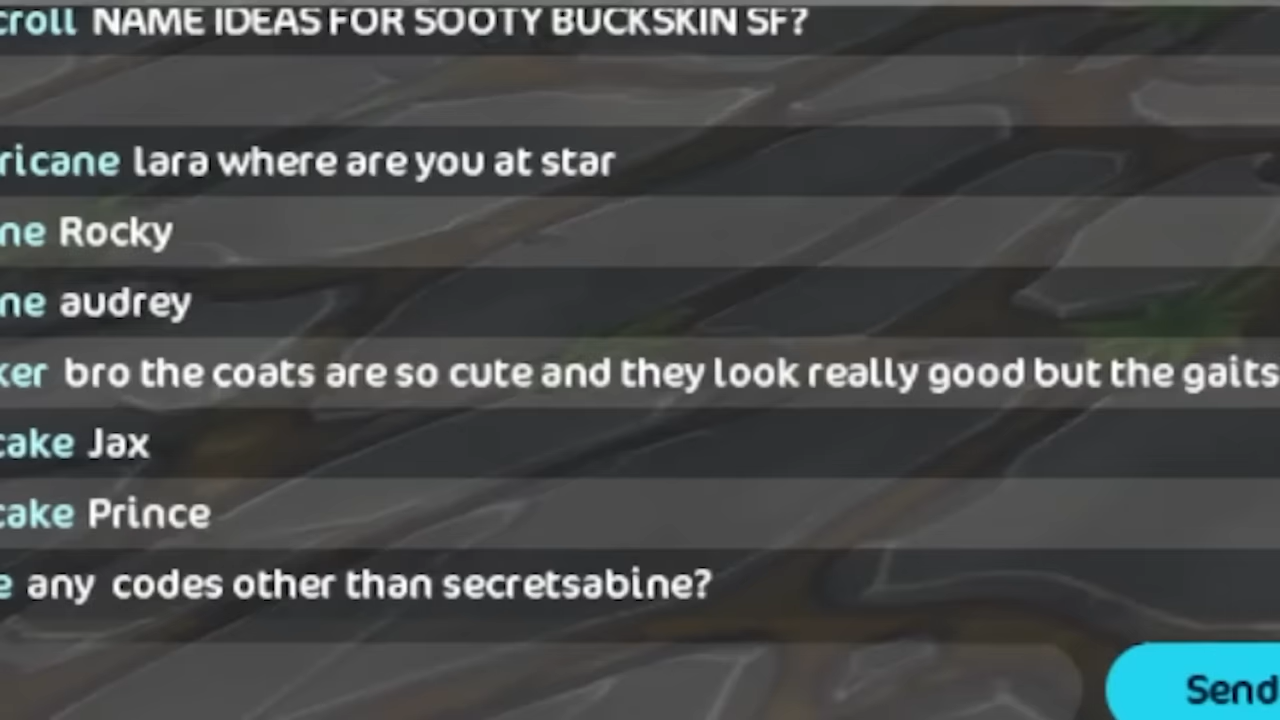 croll NAME IDEAS FOR SOOTY BUCKSKIN SF?
ricane lara where are you at star
ne Rocky
ne audrey
ker bro the coats are so cute and they look really good but the gaits
cake Jax
cake Prince
e any codes other than secretsabine?
Send